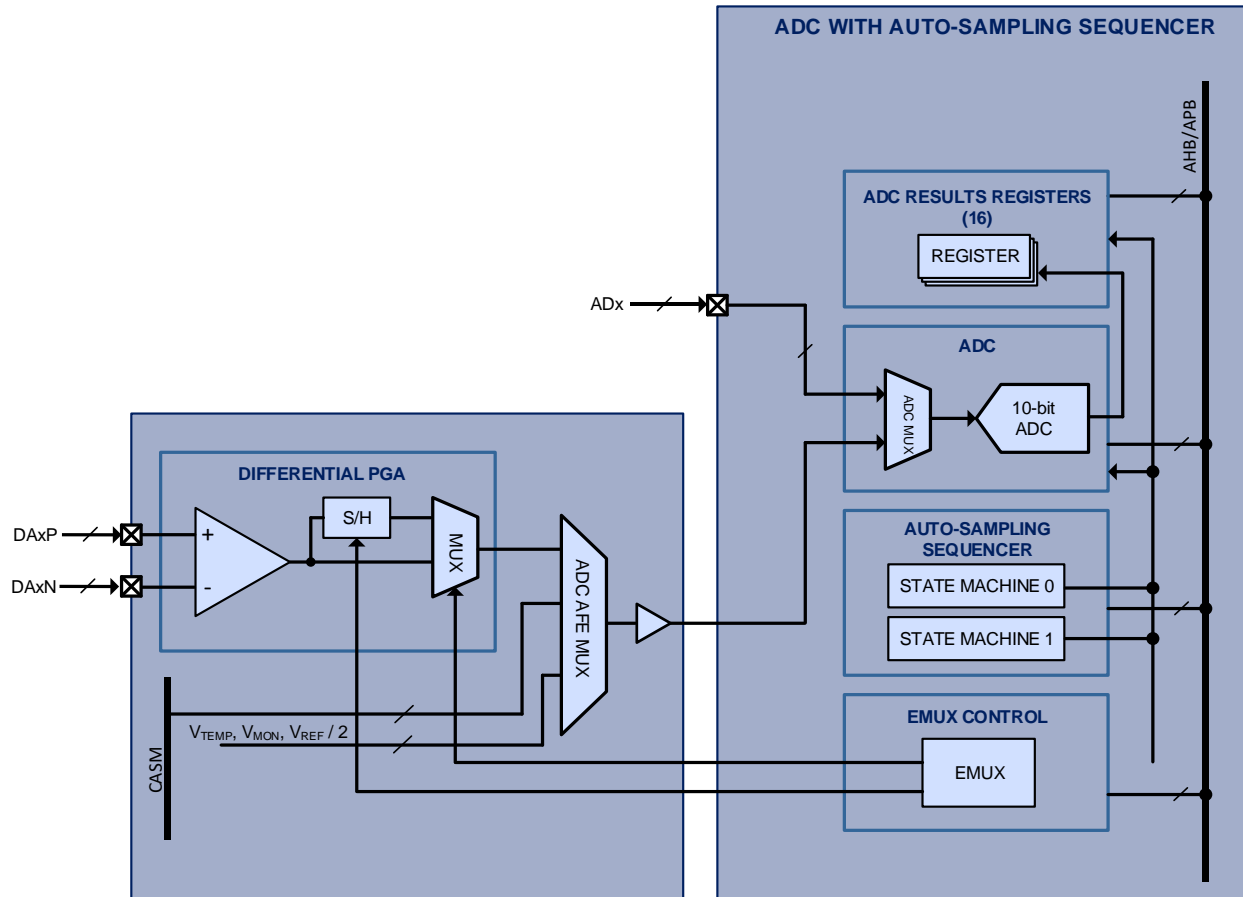 ADC WITH AUTO-SAMPLING SEQUENCER
AHB/APB
ADC RESULTS REGISTERS
(16)
REGISTER
ADx
ADC
ADC MUX
10-bit
ADC
DIFFERENTIAL PGA
S/H
MUX
DAxP
+
DAxN
-
ADC AFE MUX
AUTO-SAMPLING
SEQUENCER
STATE MACHINE 0
STATE MACHINE 1
CASM
VTEMP, VMON, VREF / 2
EMUX CONTROL
EMUX